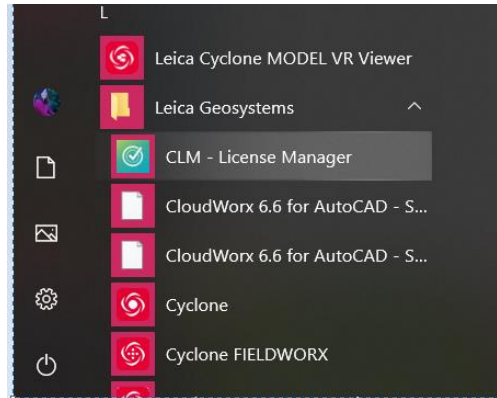 L
Leica Cyclone MODEL VR Viewer
Leica Geosystems
CLM - License Manager
CloudWorx 6.6 for AutoCAD - S...
CloudWorx 6.6 for AutoCAD - S...
Cyclone
Cyclone FIELDWORX